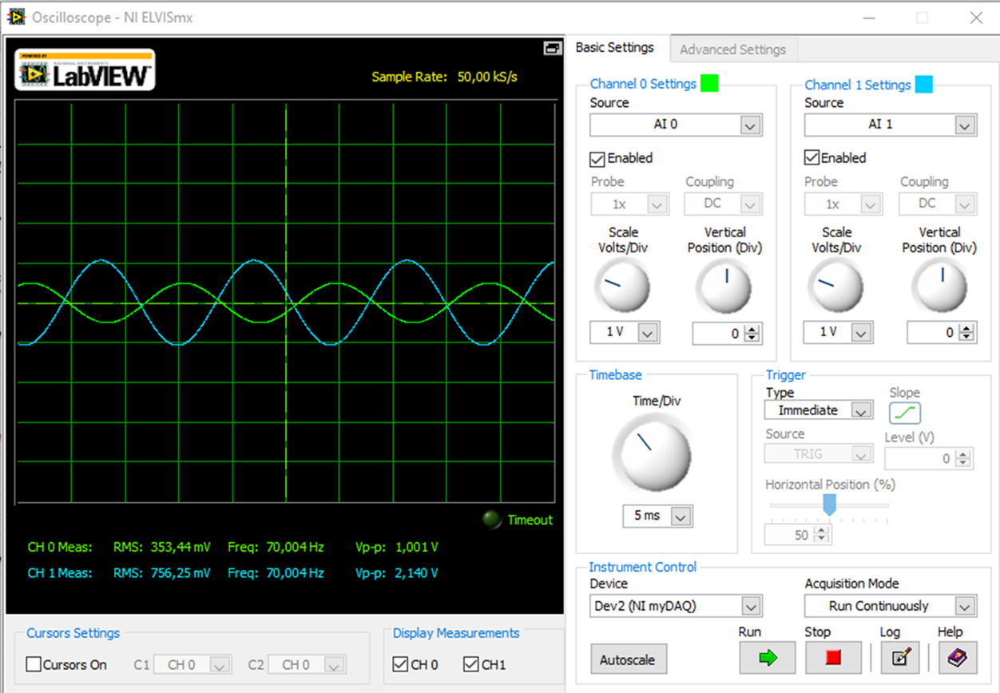 Oscilloscope - NI ELVISmx
POWERED BY
NATIONAL INSTRUMENTS
LabVIEW™
Sample Rate: 50,00 kS/s
Timeout
CH 0 Meas: RMS: 353,44 mV Freq: 70,004 Hz Vp-p: 1,001 V
CH 1 Meas: RMS: 756,25 mV Freq: 70,004 Hz Vp-p: 2,140 V
Cursors Settings
Cursors On C1 CH 0 C2 CH 0
Display Measurements
CH 0 CH1
Basic Settings Advanced Settings
Channel 0 Settings
Source
AI 0
Enabled
Probe Coupling
1x DC
Scale
Volts/Div
Vertical
Position (Div)
1 V 0
Channel 1 Settings
Source
AI 1
Enabled
Probe Coupling
1x DC
Scale
Volts/Div
Vertical
Position (Div)
1 V 0
Timebase
Time/Div
5 ms
Trigger
Type Slope
Immediate
Source Level (V)
TRIG 0
Horizontal Position (%)
50
Instrument Control
Device Acquisition Mode
Dev2 (NI myDAQ) Run Continuously
Run Stop Log Help
Autoscale